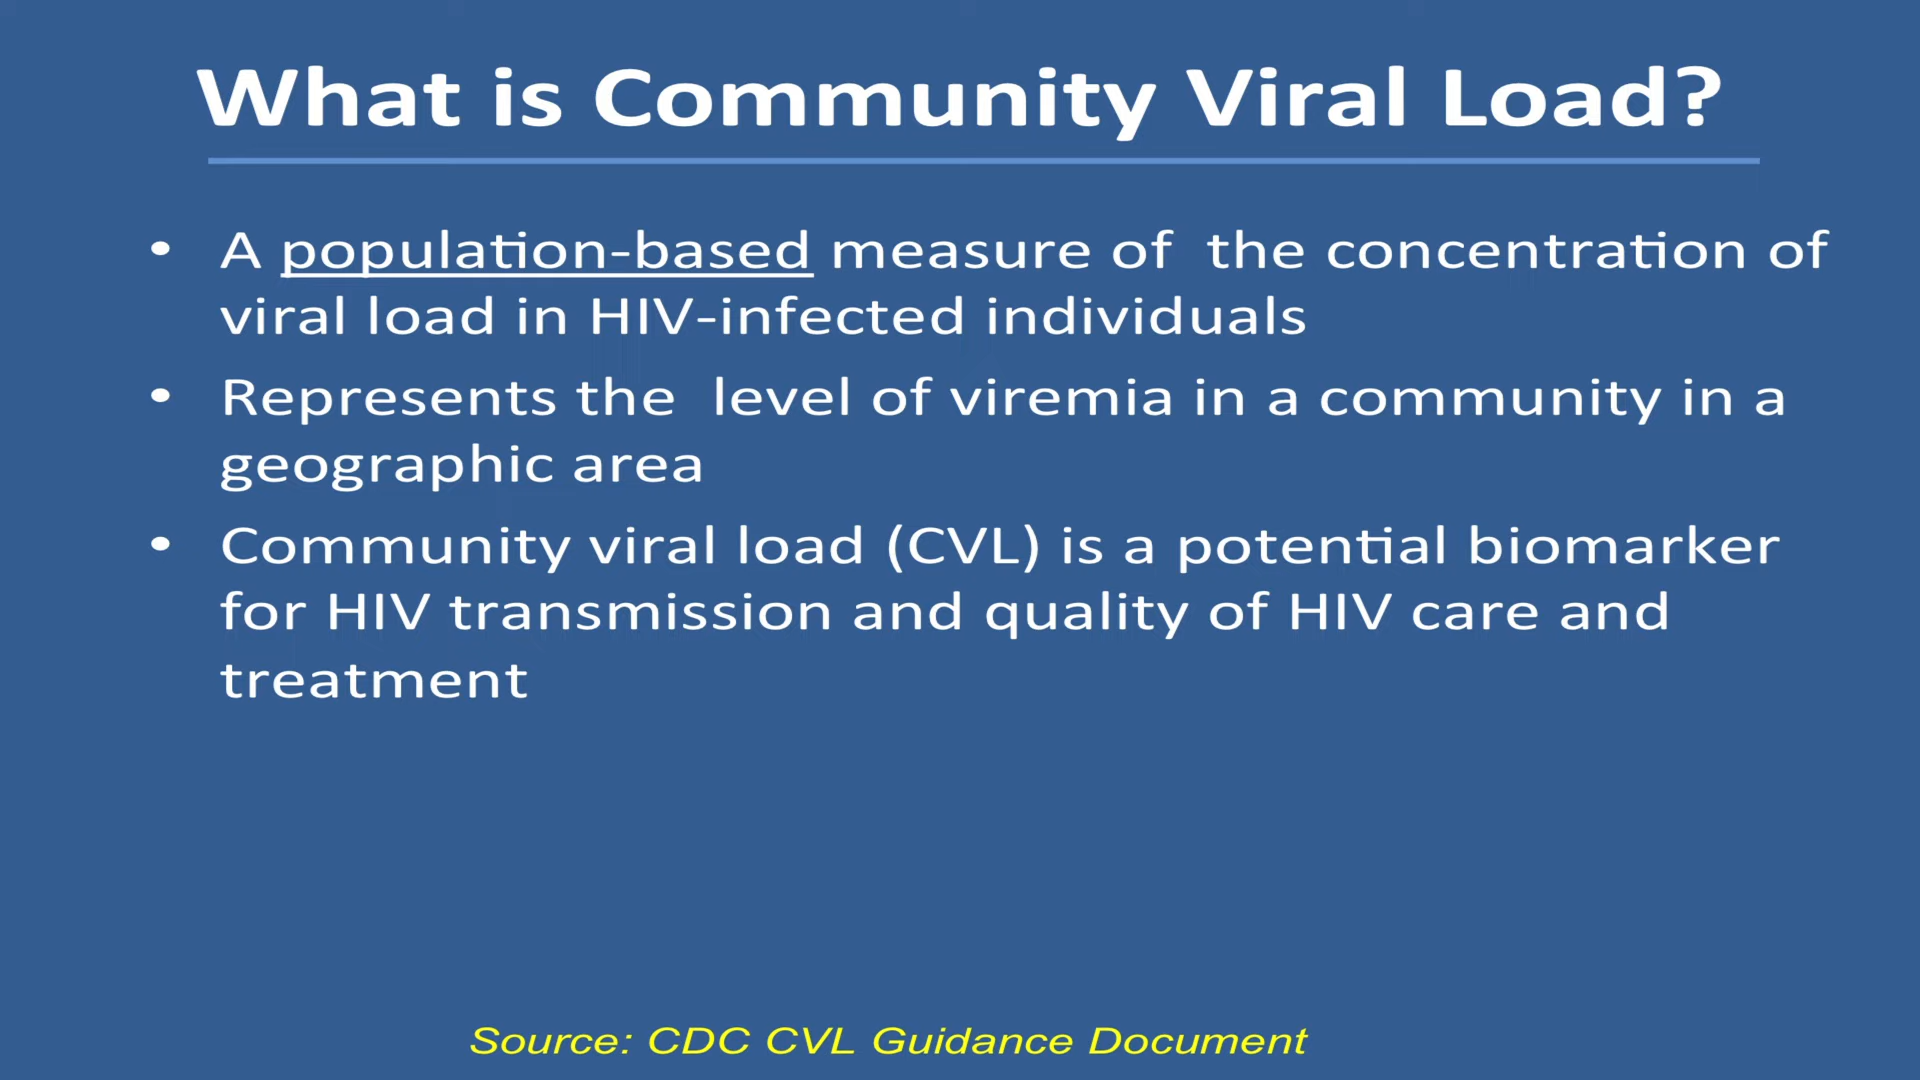 What is Community Viral Load?
• A population-based measure of  the concentration of
viral load in HIV-infected individuals
• Represents the  level of viremia in a community in a
geographic area
• Community viral load (CVL) is a potential biomarker
for HIV transmission and quality of HIV care and
treatment
Source: CDC CVL Guidance Document